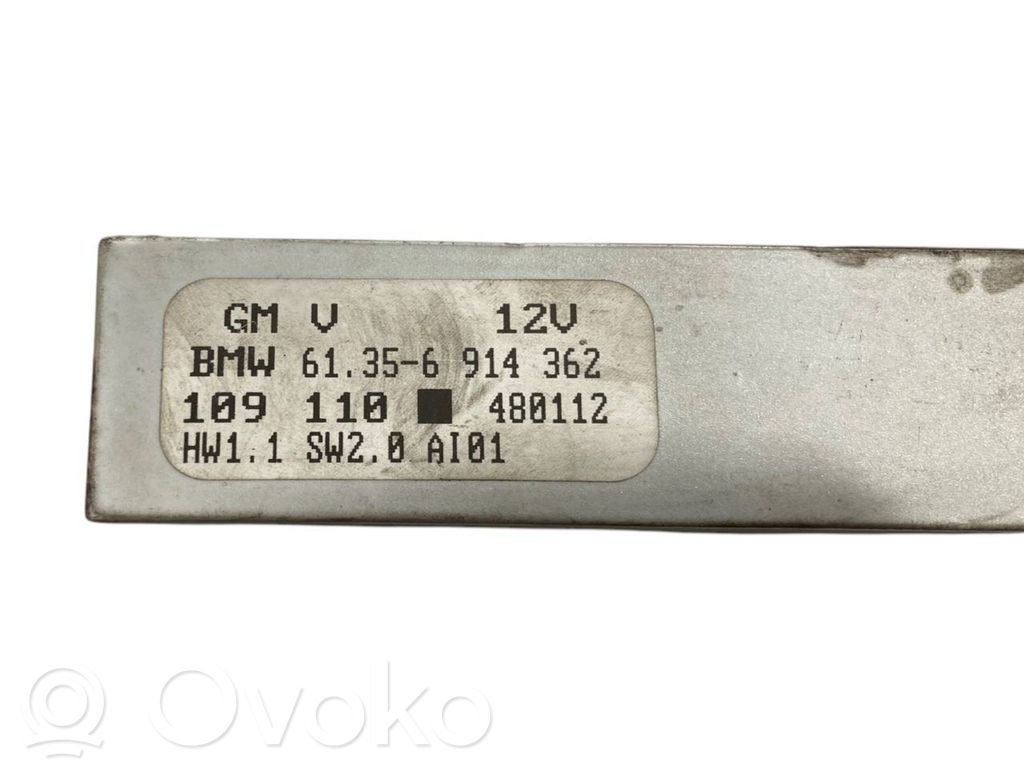 GM V 12V
BMW 61.35-6 914 362
109 110 ■ 480112
HW1.1 SW2.0 AI01
Ovoko